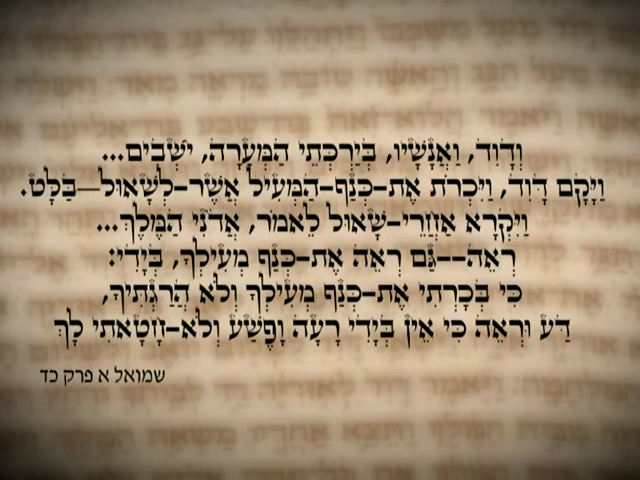 וְדָוִד, וַאֲנָשָׁיו, בְּיַרְכְּתֵי הַמְּעָרָה, יֹשְׁבִים...
וַיָּקָם דָּוִד, וַיִּכְרֹת אֶת-כְּנַף-הַמְּעִיל אֲשֶׁר-לְשָׁאוּל—בַּלָּט.
וַיִּקְרָא אַחֲרֵי-שָׁאוּל לֵאמֹר, אֲדֹנִי הַמֶּלֶךְ...
רְאֵה--גַּם רְאֵה אֶת-כְּנַף מְעִילְךָ, בְּיָדִי:
כִּי בְּכָרְתִי אֶת-כְּנַף מְעִילְךָ וְלֹא הֲרַגְתִּיךָ,
דַּע וּרְאֵה כִּי אֵין בְּיָדִי רָעָה וָפֶשַׁע וְלֹא-חָטָאתִי לָךְ
שמואל א פרק כד